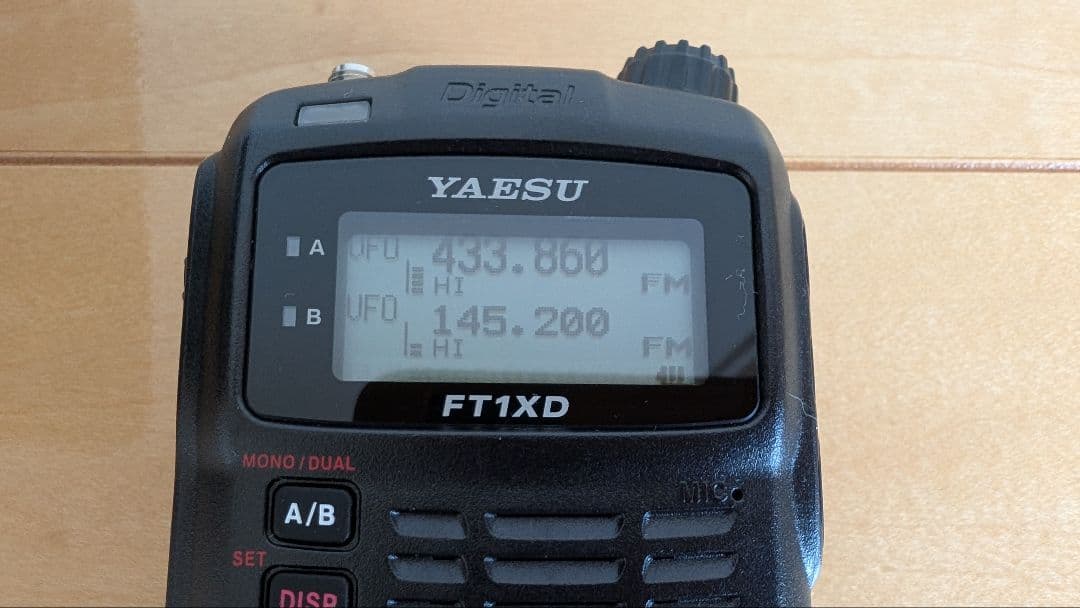 Digital
YAESU
A VFO 433.860
HI FM
B VFO 145.200
HI FM
FT1XD
MONO/DUAL
A/B
MIC
SET
DISP